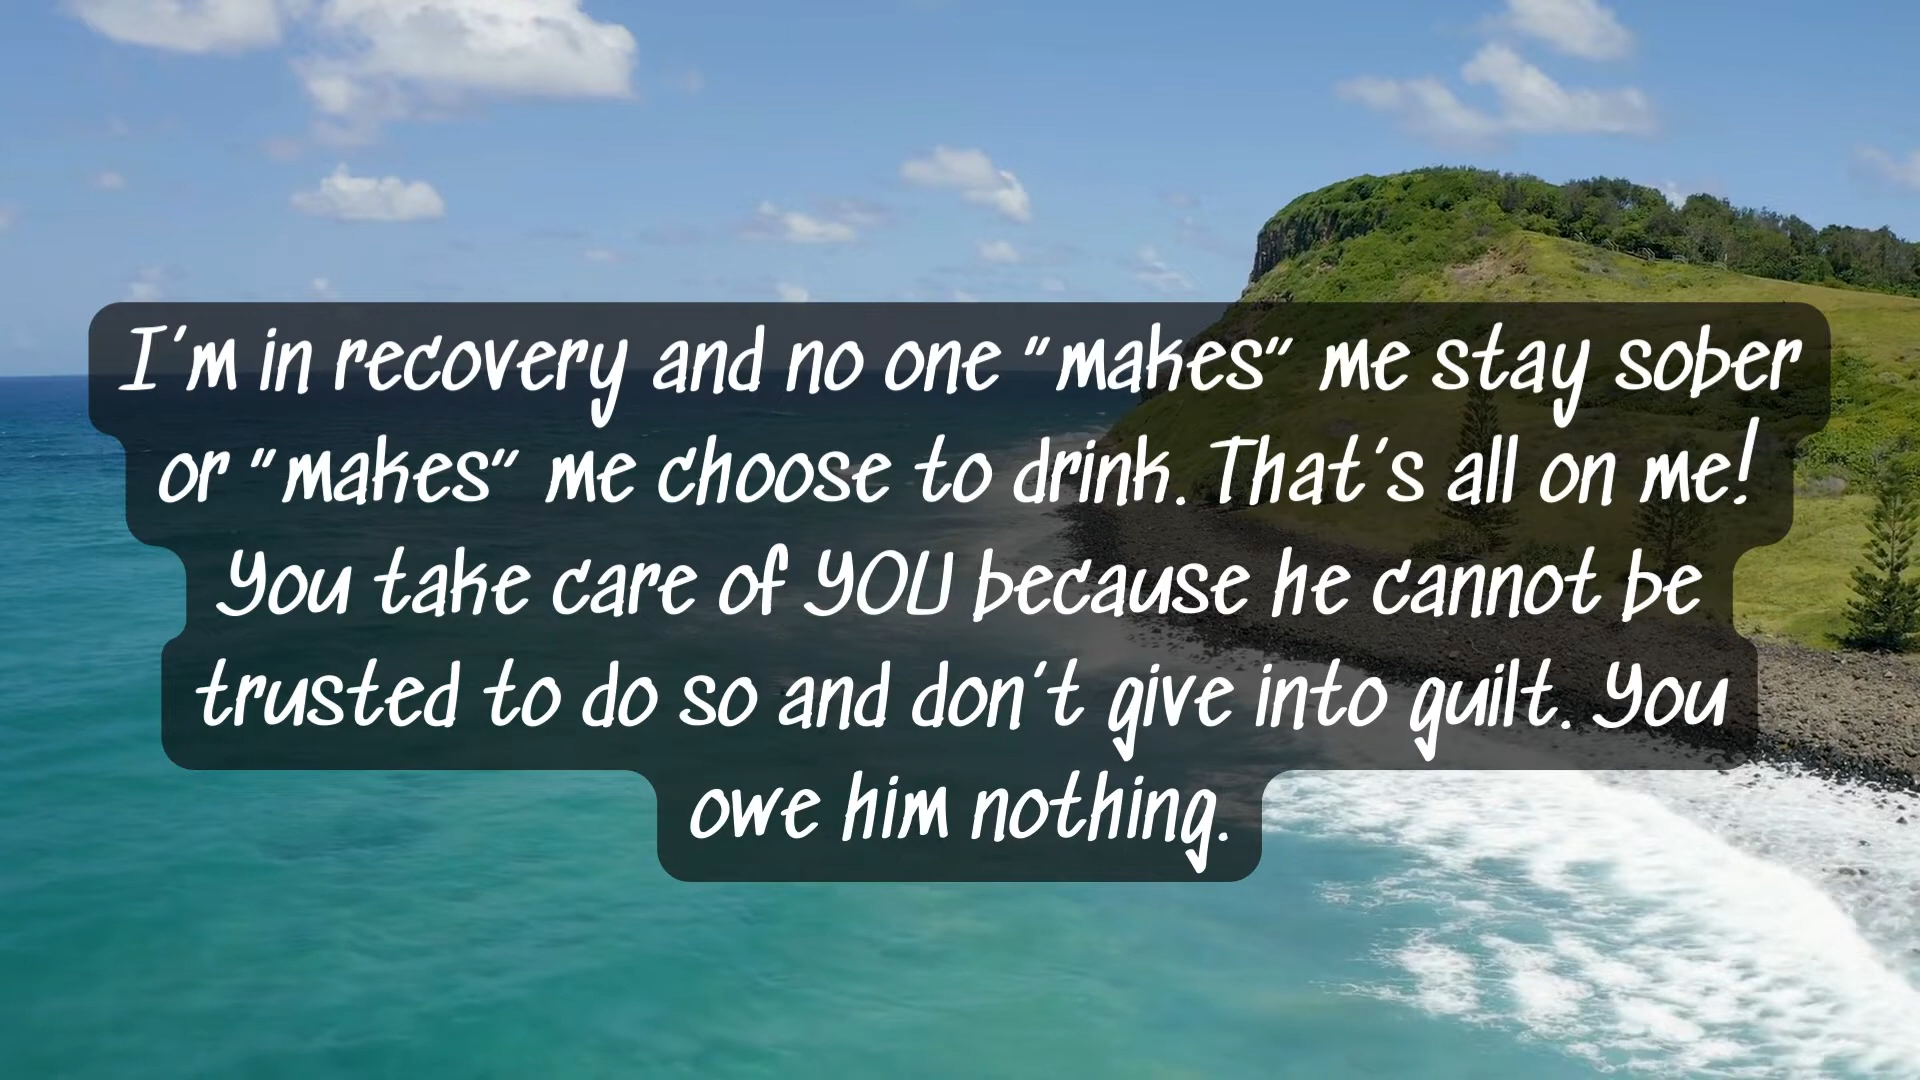 I'm in recovery and no one "makes" me stay sober
or "makes" me choose to drink. That's all on me!
You take care of YOU because he cannot be
trusted to do so and don't give into guilt. You
owe him nothing.